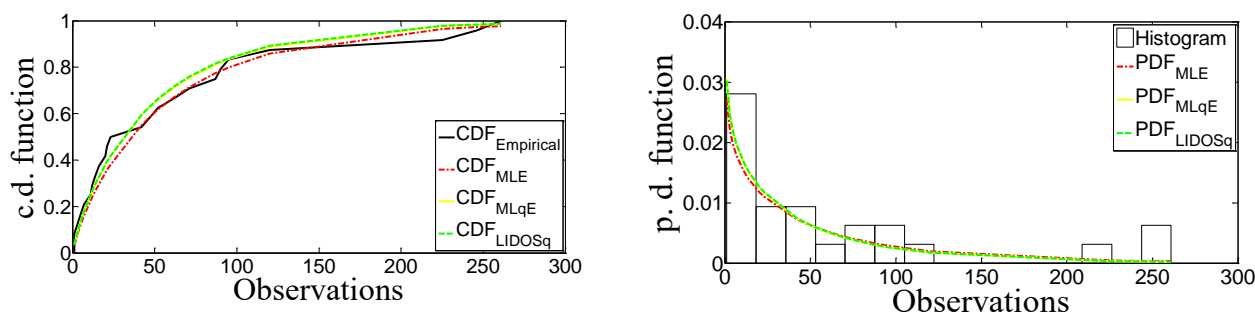 c.d. function
1
0.8
0.6
0.4
0.2
0
0 50 100 150 200 250 300
Observations
CDF_Empirical
CDF_MLE
CDF_MLqE
CDF_LIDOSq
p. d. function
0.04
0.03
0.02
0.01
0
0 50 100 150 200 250 300
Observations
Histogram
PDF_MLE
PDF_MLqE
PDF_LIDOSq